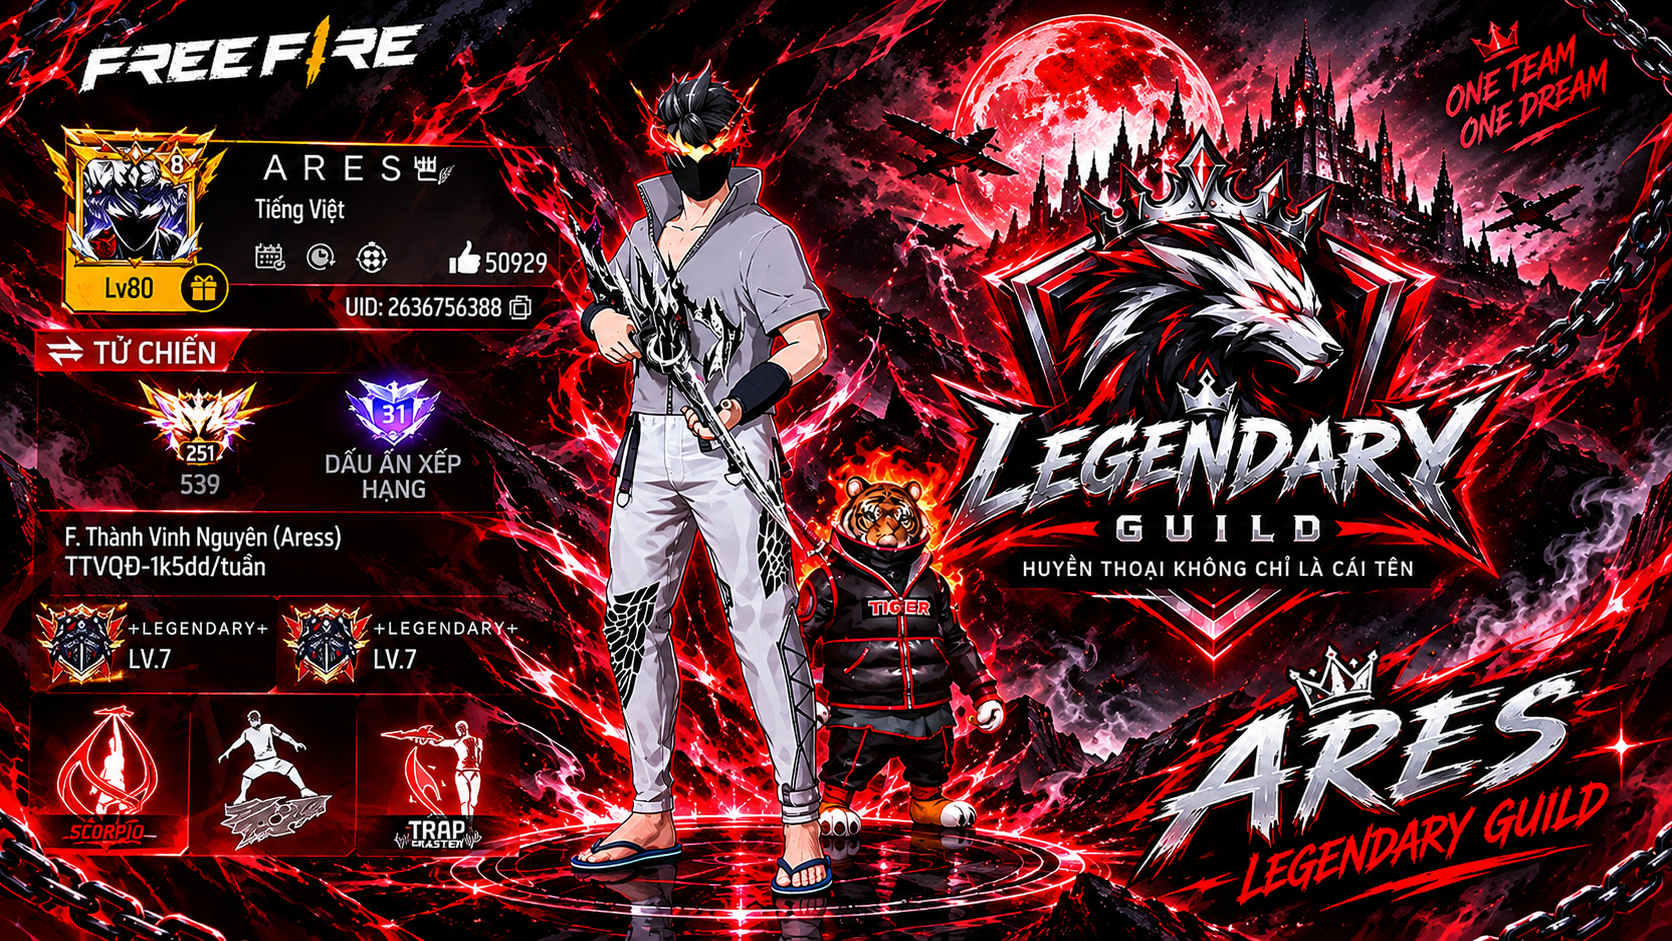 FREE FIRE
8
ARES 쁜
Tiếng Việt
50929
Lv80
UID: 2636756388
TỬ CHIẾN
251
539
31
DẤU ẤN XẾP
HẠNG
F. Thành Vinh Nguyên (Aress)
TTVQĐ-1k5dd/tuần
+LEGENDARY+
LV.7
+LEGENDARY+
LV.7
SCORPIO
TRAP
TIGER
ONE TEAM
ONE DREAM
LEGENDARY
GUILD
HUYỀN THOẠI KHÔNG CHỈ LÀ CÁI TÊN
ARES
LEGENDARY GUILD